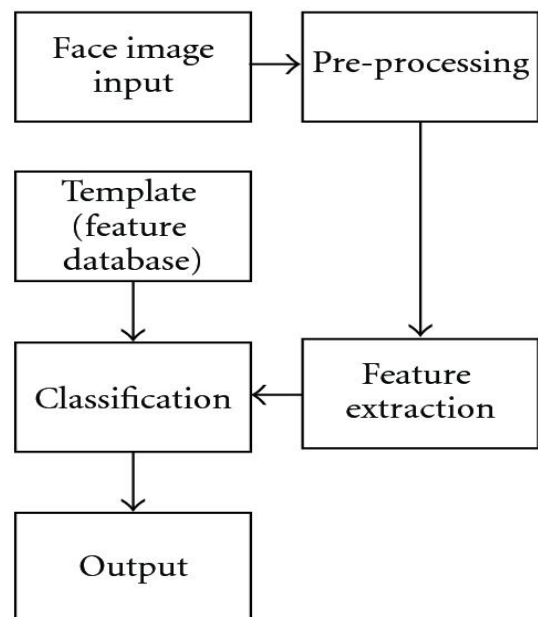 Face image
input
Pre-processing
Template
(feature
database)
Classification
Feature
extraction
Output